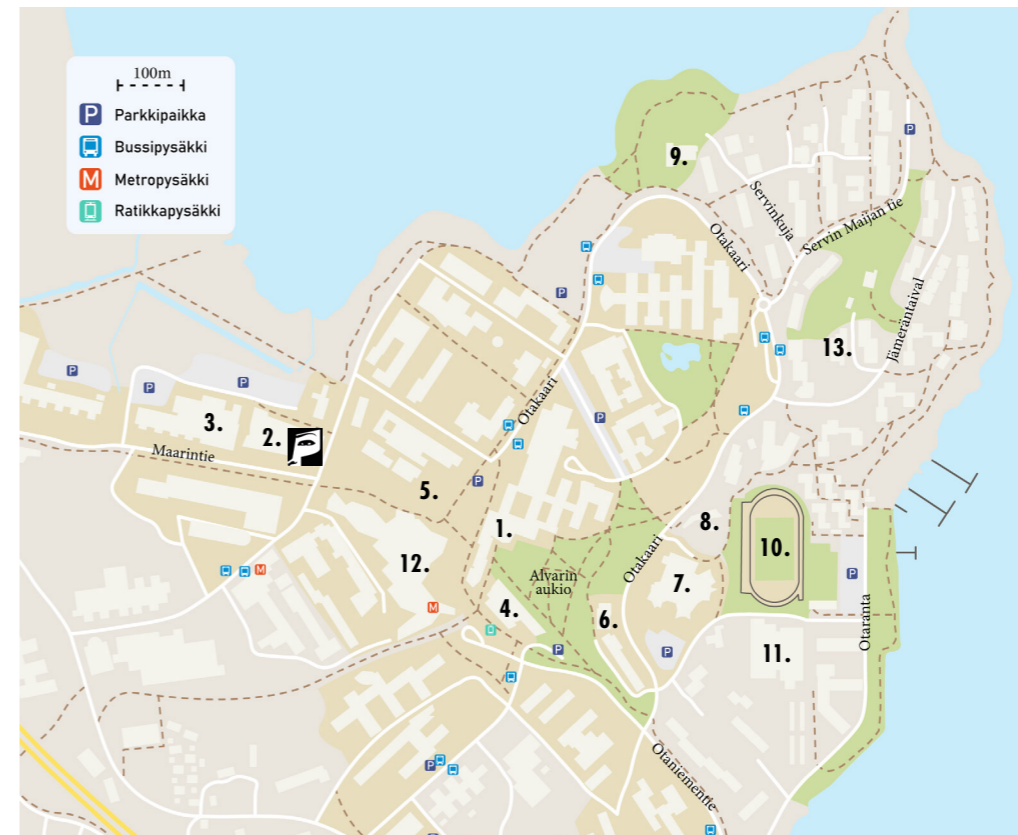 100m
P Parkkipaikka
Bussipysäkki
M Metropysäkki
Ratikkapysäkki
9.
P
Servinkuja
Servin Maijan tie
Otakaari
P
Jämeräntaival
13.
P
P
P
3.
2.
Maarintie
Otakaari
P
5.
P
1.
8.
10.
12.
Alvarin
aukio
Otakaari
7.
P
M
M
4.
6.
P
P
11.
Otaranta
Otaniementie
P
P